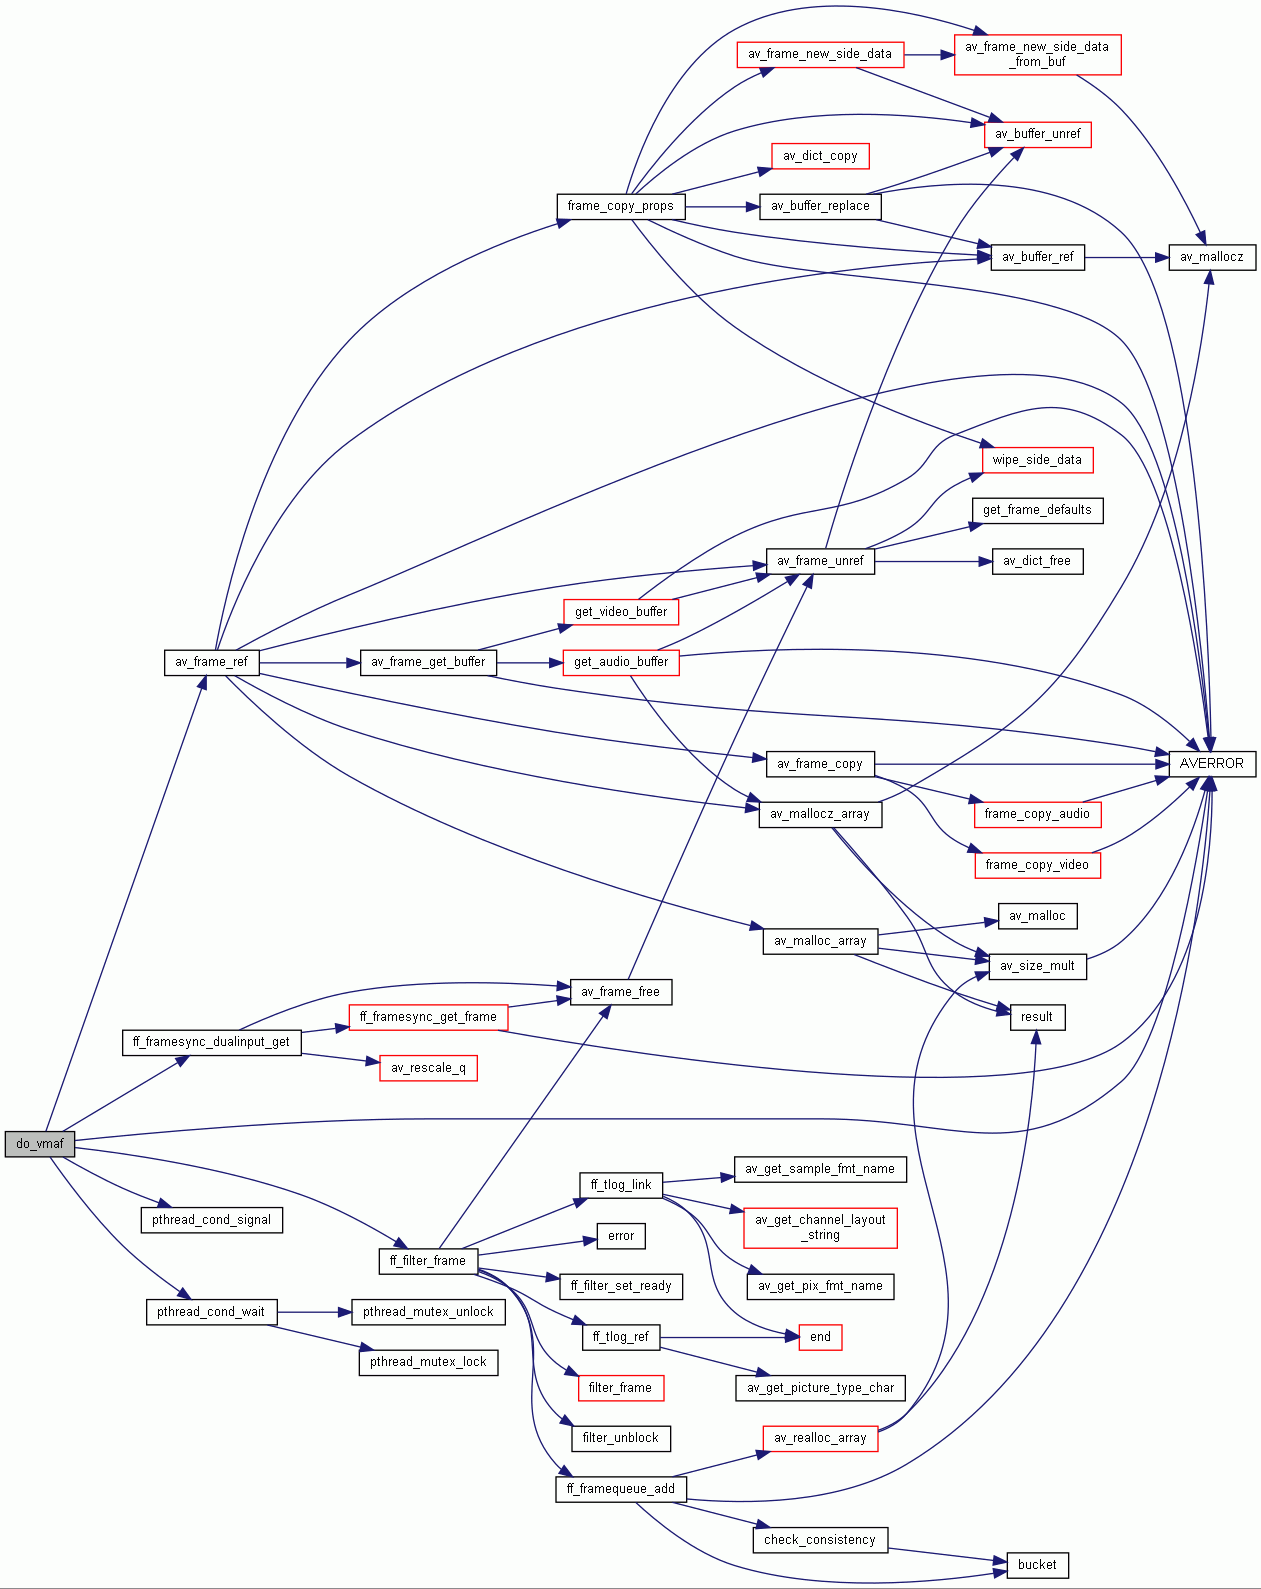 av_frame_new_side_data
av_frame_new_side_data
_from_buf
av_buffer_unref
av_dict_copy
frame_copy_props
av_buffer_replace
av_buffer_ref
av_mallocz
wipe_side_data
get_frame_defaults
av_frame_unref
av_dict_free
get_video_buffer
av_frame_ref
av_frame_get_buffer
get_audio_buffer
av_frame_copy
AVERROR
av_mallocz_array
frame_copy_audio
frame_copy_video
av_malloc
av_malloc_array
av_size_mult
av_frame_free
ff_framesync_get_frame
result
ff_framesync_dualinput_get
av_rescale_q
do_vmaf
av_get_sample_fmt_name
ff_tlog_link
pthread_cond_signal
av_get_channel_layout
_string
error
ff_filter_frame
ff_filter_set_ready
av_get_pix_fmt_name
pthread_cond_wait
pthread_mutex_unlock
ff_tlog_ref
end
pthread_mutex_lock
filter_frame
av_get_picture_type_char
filter_unblock
av_realloc_array
ff_framequeue_add
check_consistency
bucket